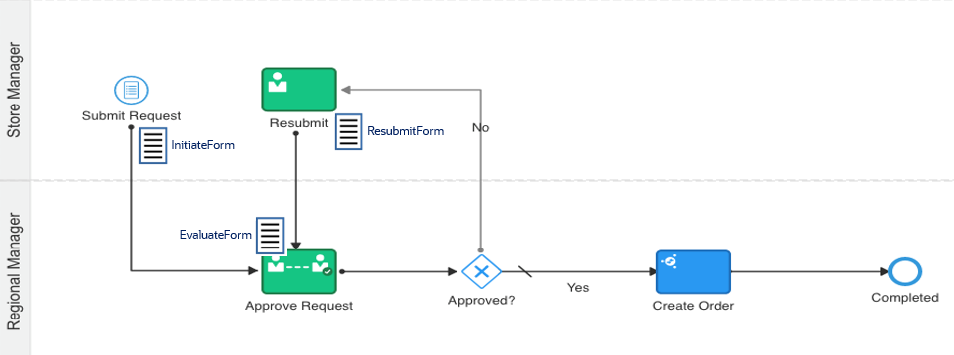 Store Manager
Submit Request
InitiateForm
Resubmit
ResubmitForm
No
Regional Manager
EvaluateForm
Approve Request
Approved?
Yes
Create Order
Completed